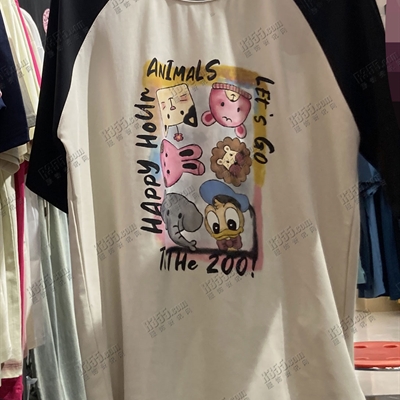 ANIMALS
LET'S GO
HAPPY HOUR
1THe ZOO!